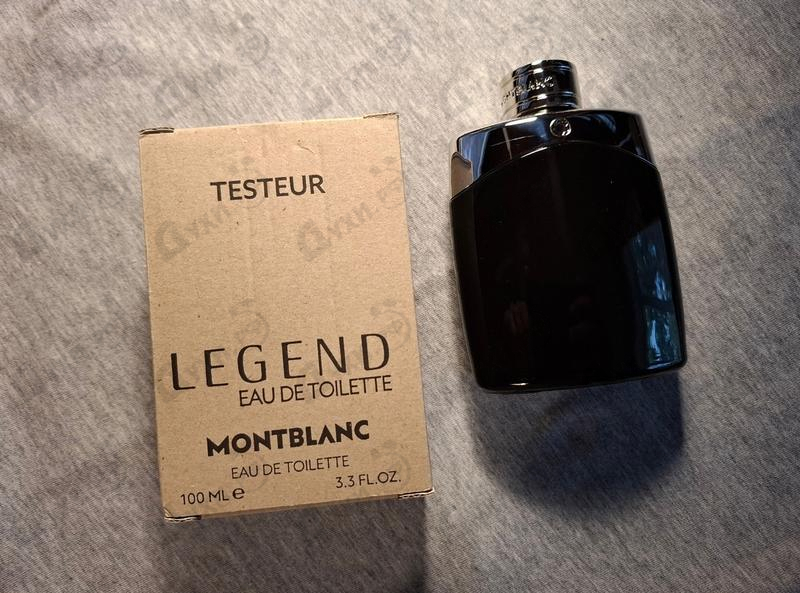 TESTEUR
LEGEND
EAU DE TOILETTE
MONTBLANC
EAU DE TOILETTE
100 ML ℮
3.3 FL.OZ.